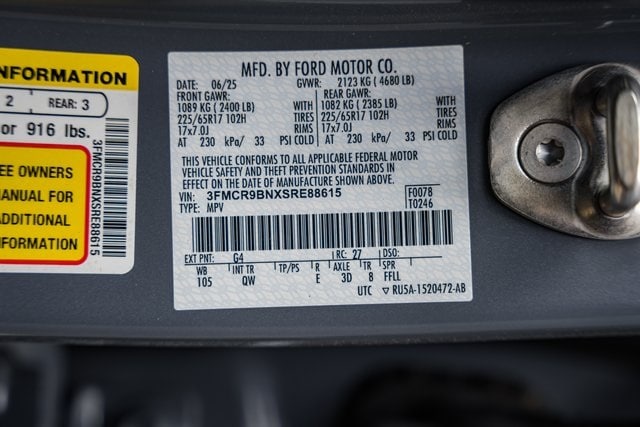 NFORMATION
2 REAR: 3
or 916 lbs.
EE OWNERS
MANUAL FOR
ADDITIONAL
NFORMATION
3FMCR9BNXSRE88615
MFD. BY FORD MOTOR CO.
DATE: 06/25 GVWR: 2123 KG ( 4680 LB)
FRONT GAWR: REAR GAWR:
1089 KG ( 2400 LB) WITH 1082 KG ( 2385 LB) WITH
225/65R17 102H TIRES 225/65R17 102H TIRES
17x7.0J RIMS 17x7.0J RIMS
AT 230 kPa/ 33 PSI COLD AT 230 kPa/ 33 PSI COLD
THIS VEHICLE CONFORMS TO ALL APPLICABLE FEDERAL MOTOR
VEHICLE SAFETY AND THEFT PREVENTION STANDARDS IN
EFFECT ON THE DATE OF MANUFACTURE SHOWN ABOVE.
VIN: 3FMCR9BNXSRE88615 F0078
TYPE: MPV T0246
EXT PNT: G4 RC: 27 DSO:
WB INT TR TP/PS R AXLE TR SPR
105 QW E 3D 8 FFLL
UTC ▽ RU5A-1520472-AB